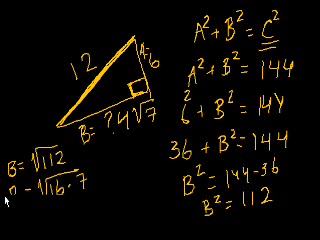 12
A=6
B=?4√7
A² + B² = C²
A² + B² = 144
6² + B² = 144
36 + B² = 144
B² = 144-36
B² = 112
B = √112
B = √16·7